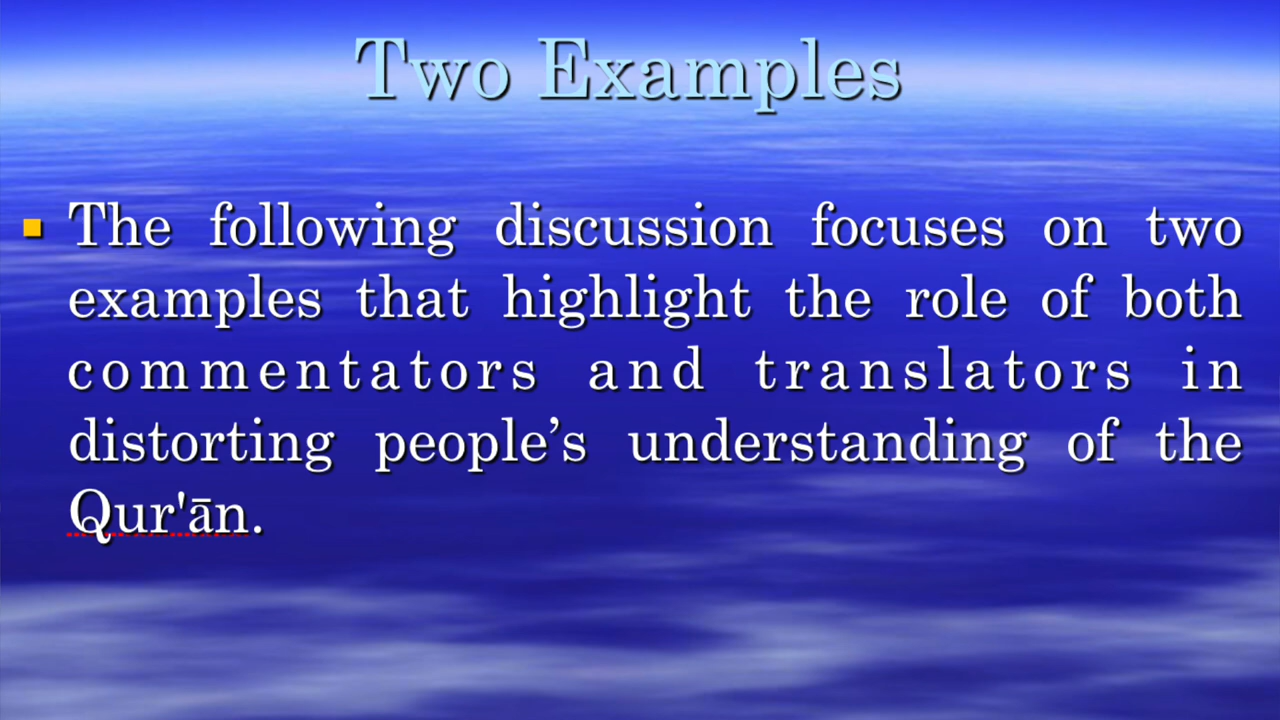 Two Examples
The following discussion focuses on two
examples that highlight the role of both
commentators and translators in
distorting people’s understanding of the
Qur'ān.